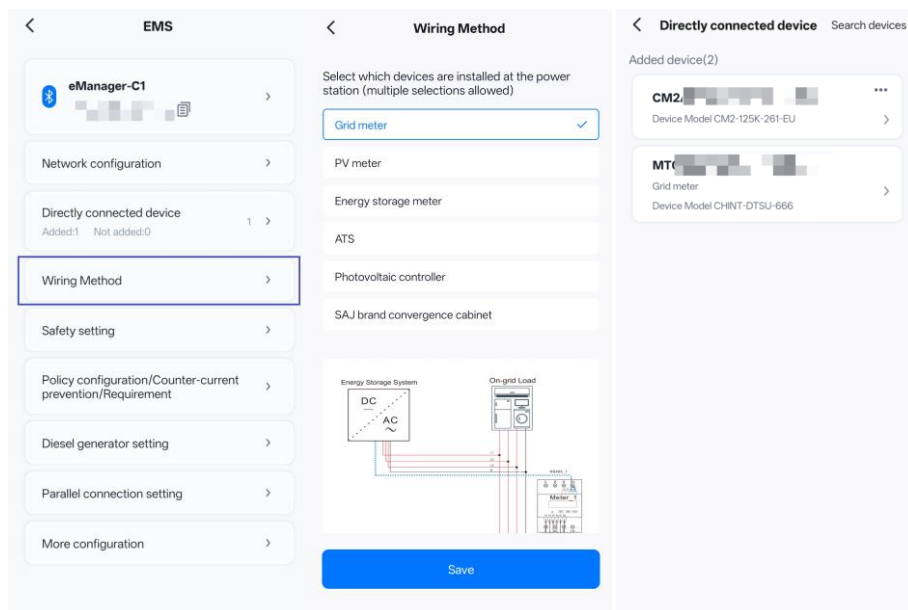 EMS
eManager-C1
Network configuration
Directly connected device
1
Added:1 Not added:0
Wiring Method
Safety setting
Policy configuration/Counter-current
prevention/Requirement
Diesel generator setting
Parallel connection setting
More configuration
Wiring Method
Select which devices are installed at the power
station (multiple selections allowed)
Grid meter
PV meter
Energy storage meter
ATS
Photovoltaic controller
SAJ brand convergence cabinet
Energy Storage System
On-grid Load
DC
AC
Meter_1
Save
Directly connected device Search devices
Added device(2)
CM2
Device Model CM2-125K-261-EU
Grid meter
Device Model CHINT-DTSU-666